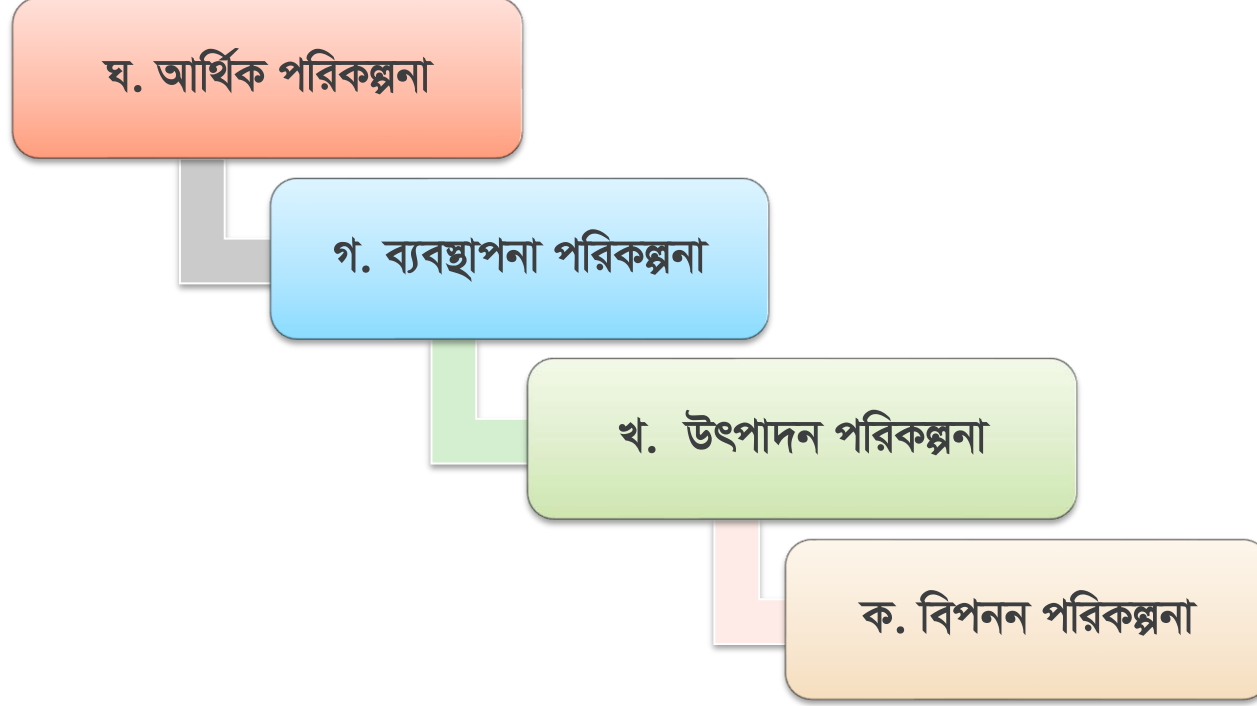 ঘ. আর্থিক পরিকল্পনা
গ. ব্যবস্থাপনা পরিকল্পনা
খ. উৎপাদন পরিকল্পনা
ক. বিপনন পরিকল্পনা